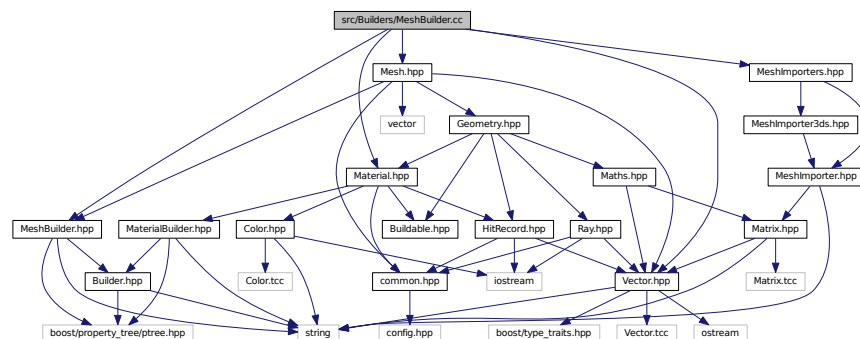 src/Builders/MeshBuilder.cc
Mesh.hpp
MeshImporters.hpp
vector
Geometry.hpp
MeshImporter3ds.hpp
Material.hpp
Maths.hpp
MeshImporter.hpp
MeshBuilder.hpp
MaterialBuilder.hpp
Color.hpp
Buildable.hpp
HitRecord.hpp
Ray.hpp
Matrix.hpp
Builder.hpp
Color.tcc
common.hpp
iostream
Vector.hpp
Matrix.tcc
boost/property_tree/ptree.hpp
string
config.hpp
boost/type_traits.hpp
Vector.tcc
ostream